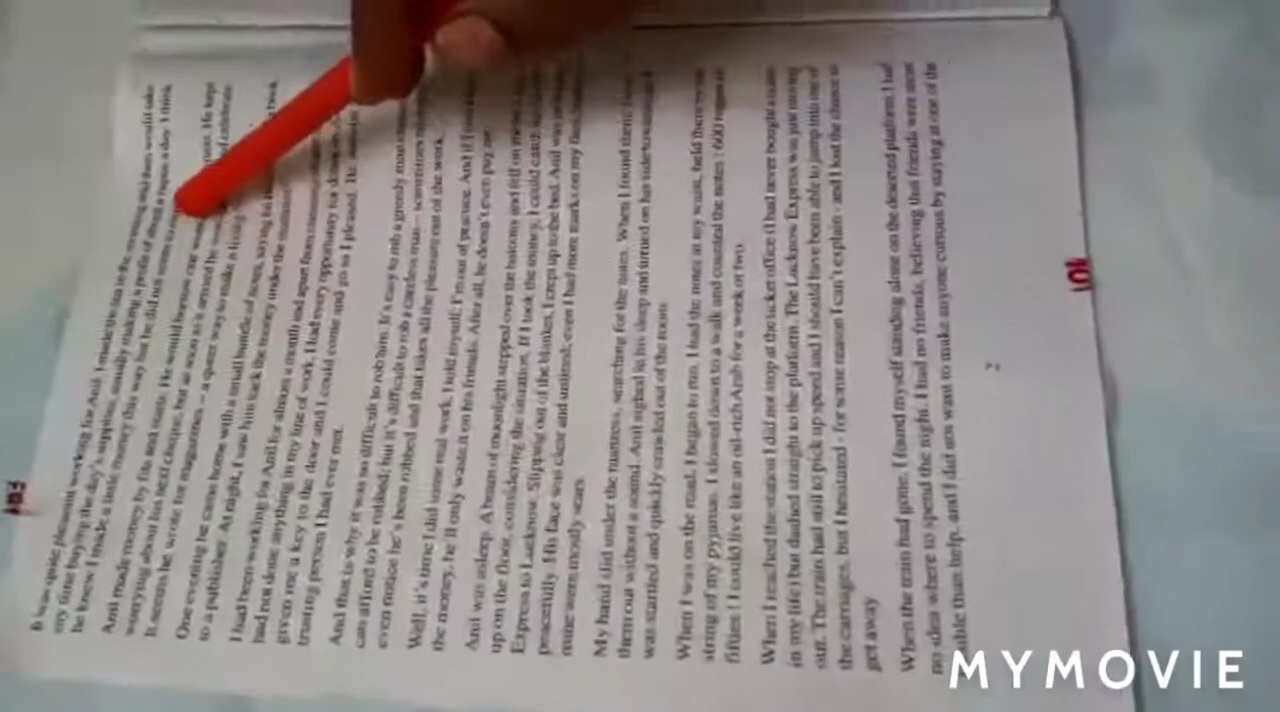 It was quite pleasant working for Anil. I made the tea in the morning and then would take
my time buying the day's supplies, usually making a profit of about a rupee a day. I think
he knew I made a little money this way but he did not seem to
Anil made money by fits and starts. He would borrow one week
worrying about his next cheque, but as soon as it arrived he
It seems he wrote for magazines - a queer way to make a living
One evening he came home with a small bundle of notes, saying he had
to a publisher. At night, I saw him tuck the money under the mattress
I had been working for Anil for almost a month and apart from
had not done anything in my line of work. I had every opportunity for doing
given me a key to the door and I could come and go as I pleased. He
trusting person I had ever met.
And that is why it was so difficult to rob him. It's easy to rob a greedy man
can afford to be robbed; but it's difficult to rob a careless man - sometimes
even notice he's been robbed and that takes all the pleasure out of the work.
Well, it's time I did some real work, I told myself; I'm out of practice. And if I
the money, he'll only waste it on his friends. After all, he doesn't even pay me.
Anil was asleep. A beam of moonlight stepped over the balcony and fell on
up on the floor, considering the situation. If I took the money, I could catch
Express to Lucknow. Slipping out of the blanket, I crept up to the bed. Anil was
peacefully. His face was clear and unlined; even I had more marks on my face,
mine were mostly scars.
My hand slid under the mattress, searching for the notes. When I found them, I
them out without a sound. Anil sighed in his sleep and turned on his side towards
was startled and quickly crawled out of the room.
When I was on the road, I began to run. I had the notes at my waist, held there by the
string of my pyjamas. I slowed down to a walk and counted the notes : 600 rupees in
fifties ! I could live like an oil-rich Arab for a week or two.
When I reached the station I did not stop at the ticket office (I had never bought a
in my life) but dashed straight to the platform. The Lucknow Express was just moving
out. The train had still to pick up speed and I should have been able to jump into one of
the carriages, but I hesitated - for some reason I can't explain - and I lost the chance to
get away
When the train had gone, I found myself standing alone on the deserted platform. I had
no idea where to spend the night. I had no friends, believing that friends were more
trouble than help, and I did not want to make anyone curious by staying at one of the
MYMOVIE